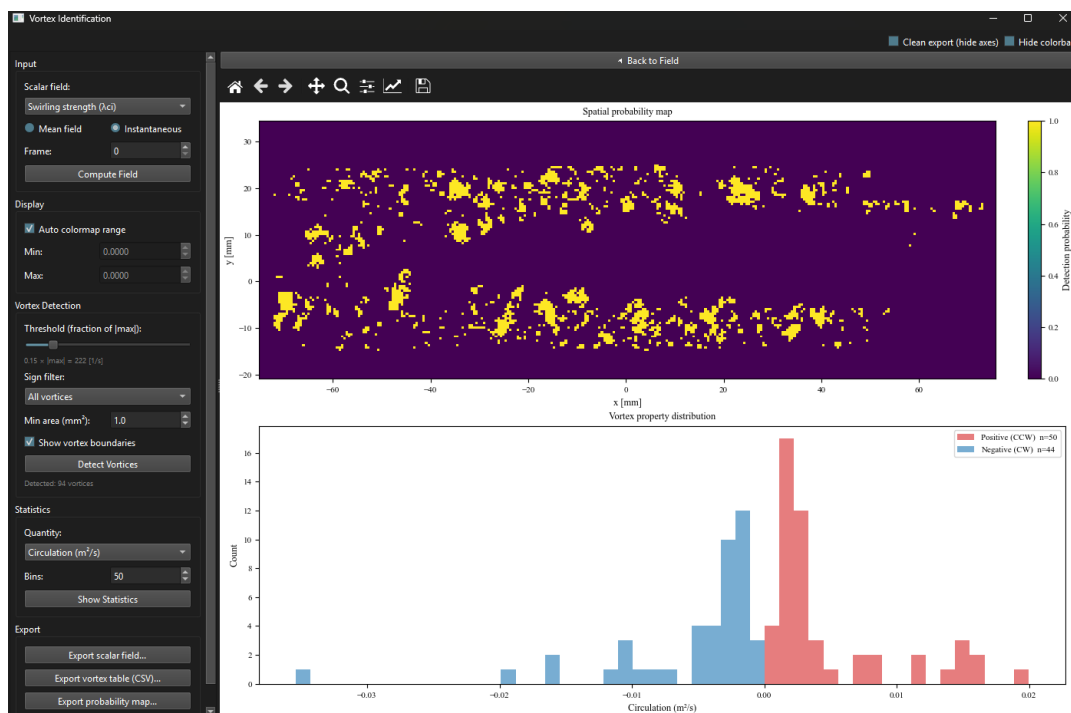 Vortex Identification
Clean export (hide axes) Hide colorba
Input
Scalar field:
Swirling strength (λci)
Mean field Instantaneous
Frame: 0
Compute Field
Display
Auto colormap range
Min: 0.0000
Max: 0.0000
Vortex Detection
Threshold (fraction of |max|):
0.15 × |max| = 222 [1/s]
Sign filter:
All vortices
Min area (mm²): 1.0
Show vortex boundaries
Detect Vortices
Detected: 94 vortices
Statistics
Quantity:
Circulation (m²/s)
Bins: 50
Show Statistics
Export
Export scalar field...
Export vortex table (CSV)...
Export probability map...
Back to Field
Spatial probability map
30
20
10
0
−10
−20
y [mm]
−60 −40 −20 0 20 40 60
x [mm]
1.0
0.8
0.6
0.4
0.2
0.0
Detection probability
Vortex property distribution
Positive (CCW) n=50
Negative (CW) n=44
16
14
12
10
8
6
4
2
0
Count
−0.03 −0.02 −0.01 0.00 0.01 0.02
Circulation (m²/s)